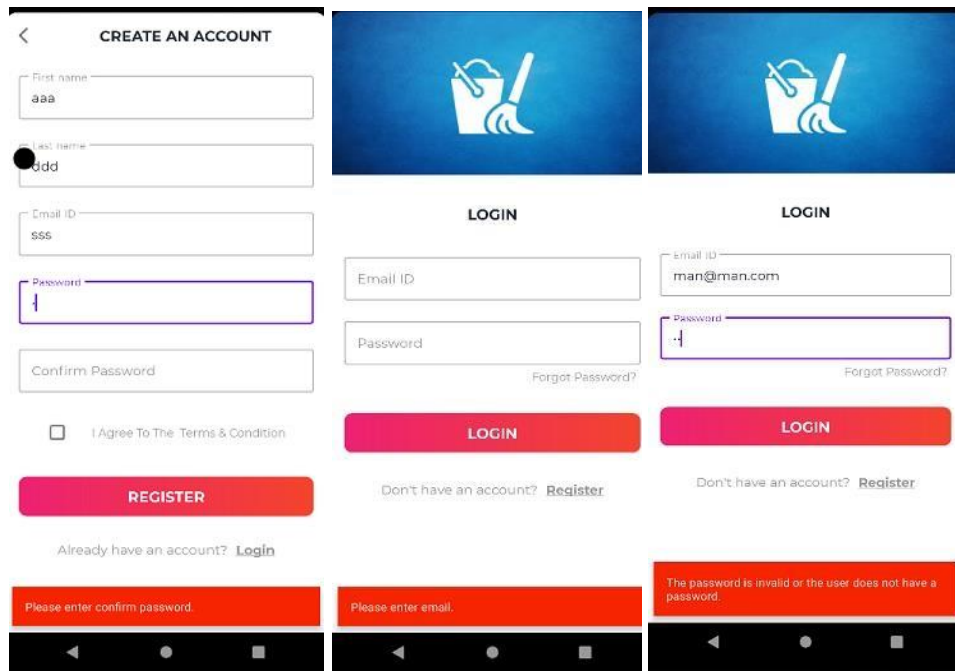 CREATE AN ACCOUNT
First name
aaa
Last name
ddd
Email ID
sss
Password
Confirm Password
I Agree To The Terms & Condition
REGISTER
Already have an account? Login
Please enter confirm password.
LOGIN
Email ID
Password
Forgot Password?
LOGIN
Don't have an account? Register
Please enter email.
LOGIN
Email ID
man@man.com
Password
Forgot Password?
LOGIN
Don't have an account? Register
The password is invalid or the user does not have a
password.